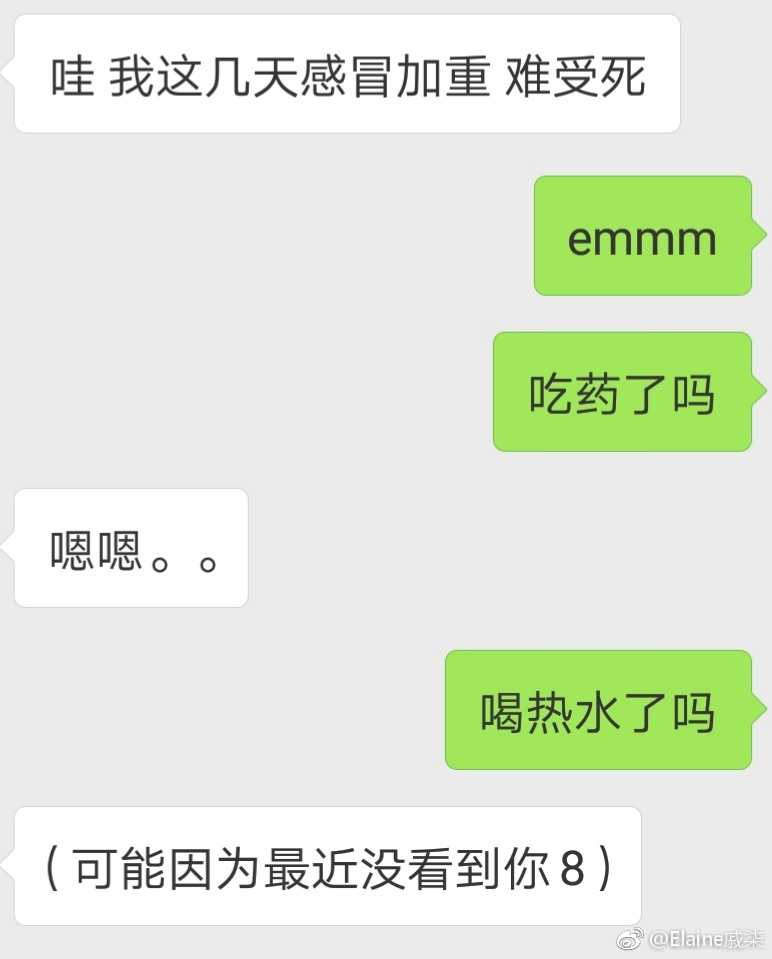 哇 我这几天感冒加重 难受死
emmm
吃药了吗
嗯嗯。。
喝热水了吗
(可能因为最近没看到你8)
@Elaine戚柒